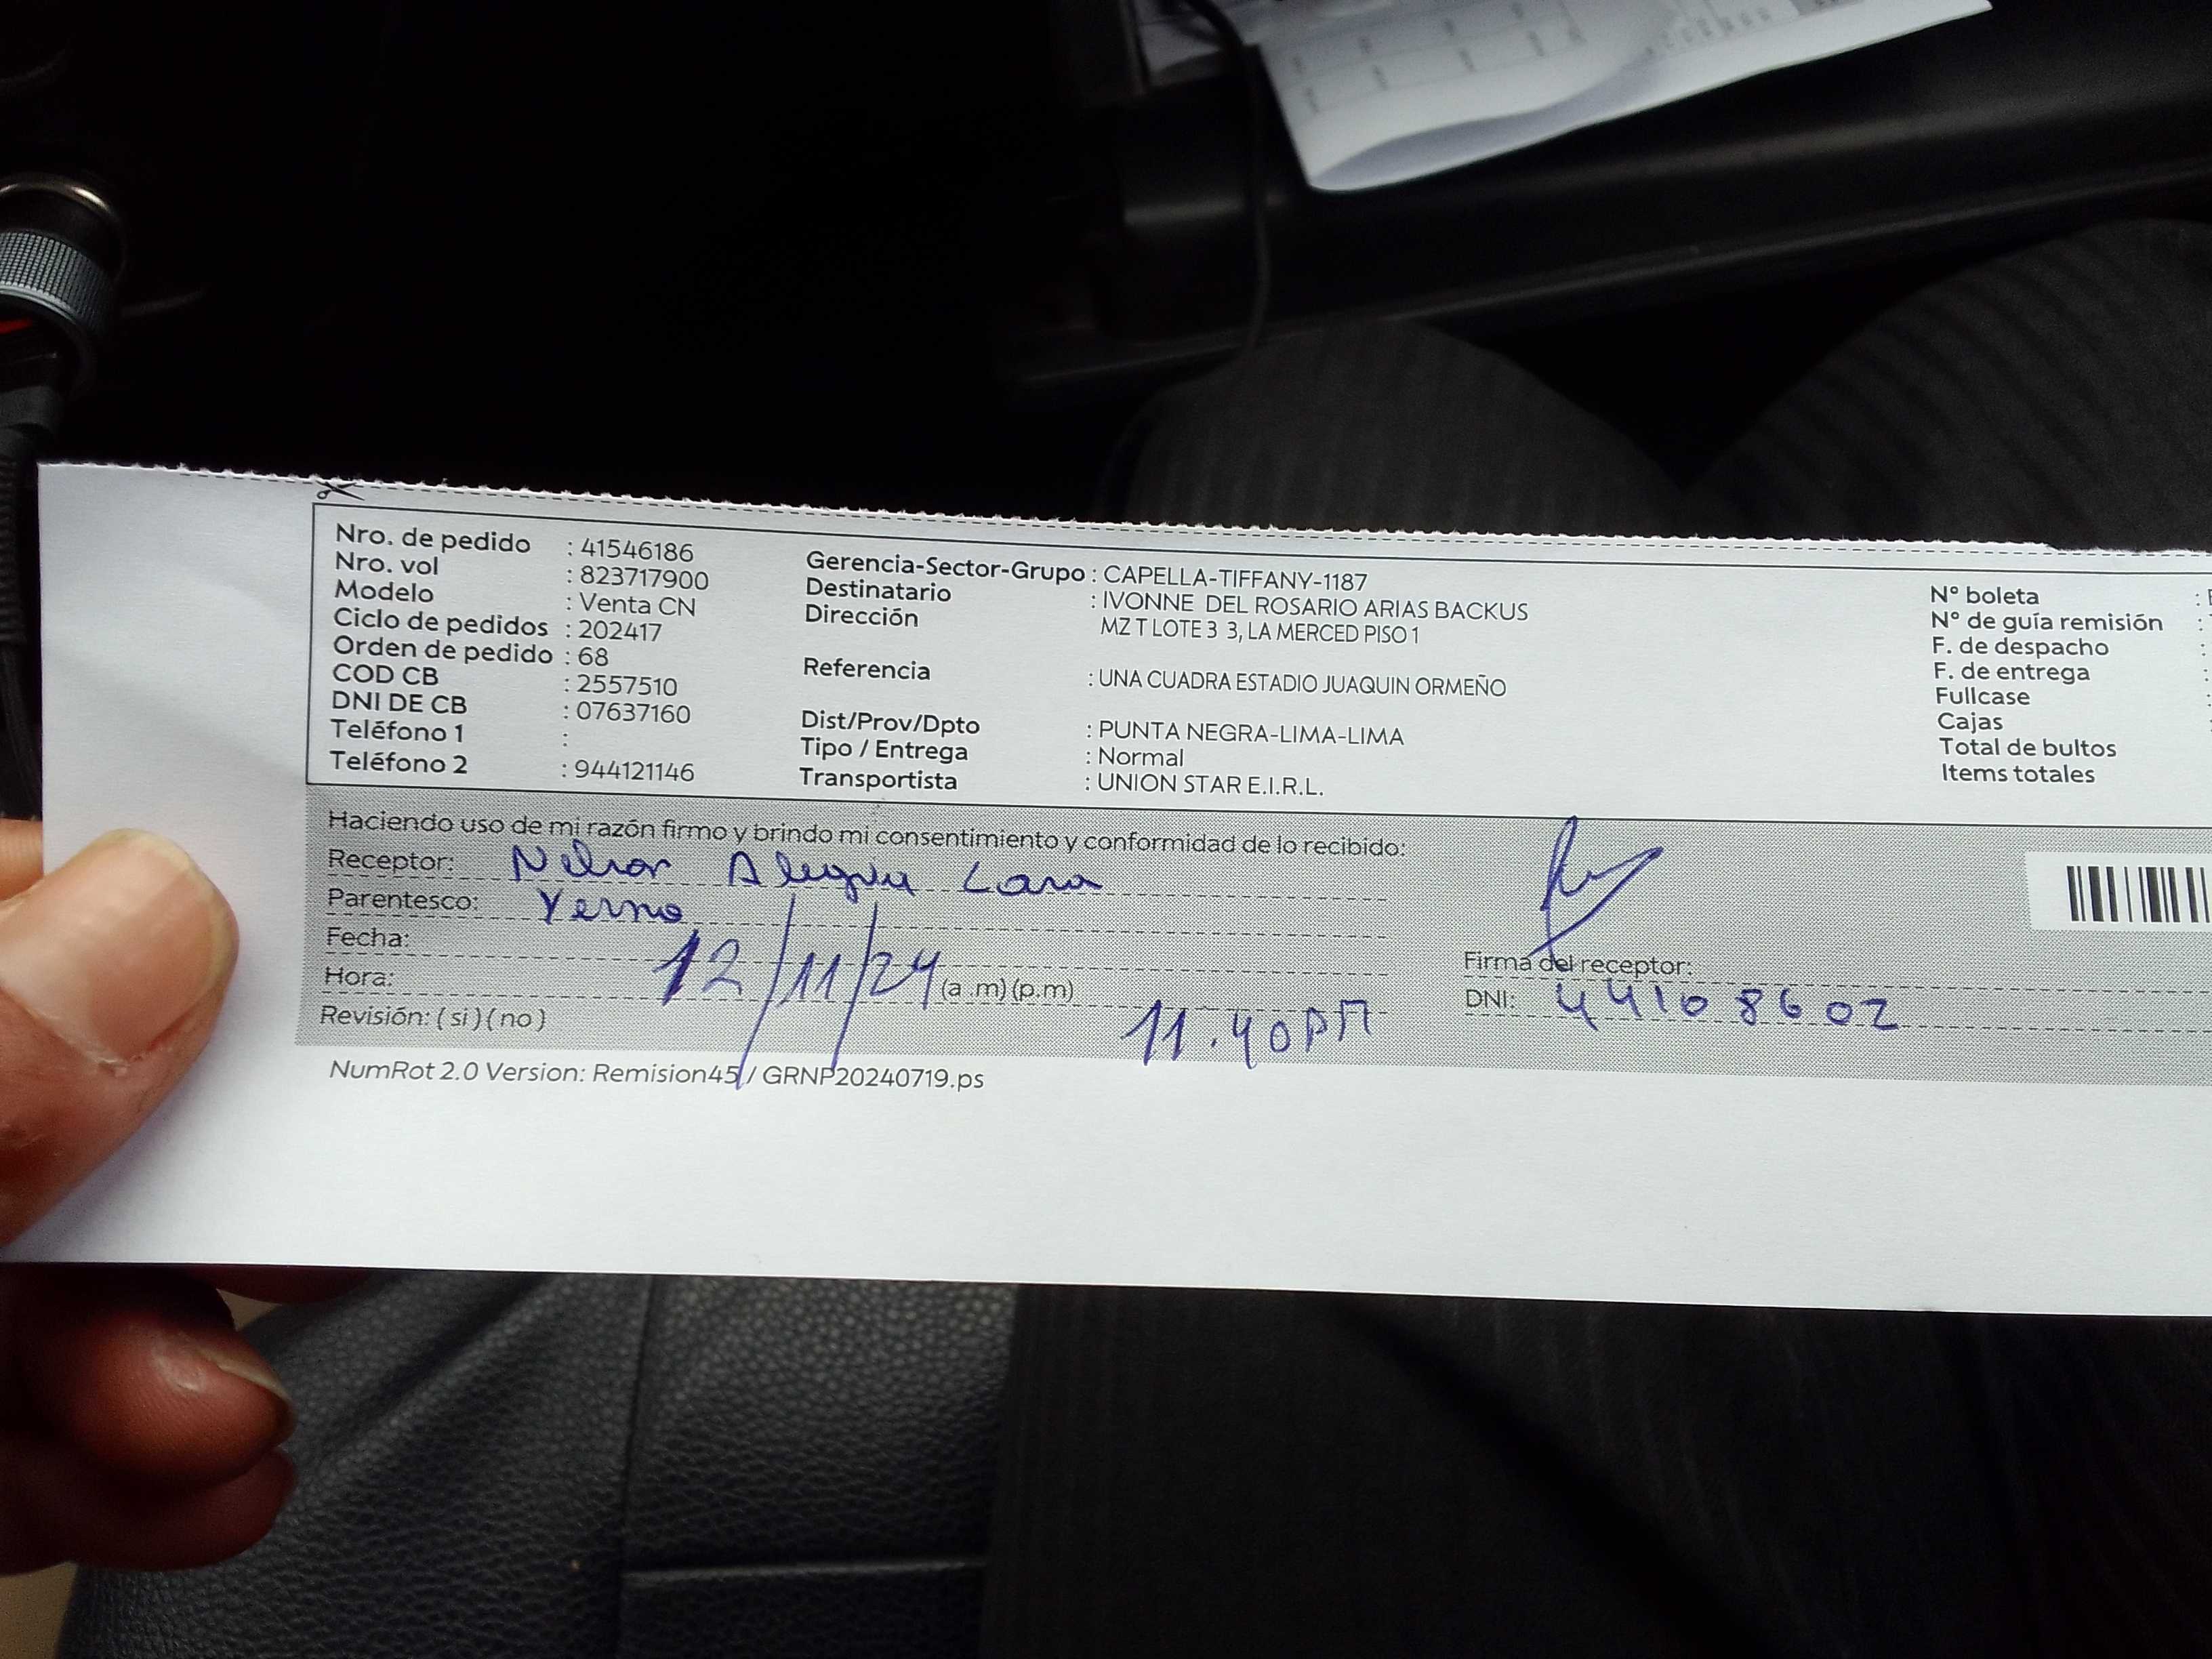 Nro. de pedido : 41546186
Nro. vol : 823717900
Modelo : Venta CN
Ciclo de pedidos : 202417
Orden de pedido : 68
COD CB : 2557510
DNI DE CB : 07637160
Teléfono 1 :
Teléfono 2 : 944121146
Gerencia-Sector-Grupo : CAPELLA-TIFFANY-1187
Destinatario : IVONNE DEL ROSARIO ARIAS BACKUS
Dirección MZ T LOTE 3 3, LA MERCED PISO 1
Referencia : UNA CUADRA ESTADIO JUAQUIN ORMEÑO
Dist/Prov/Dpto : PUNTA NEGRA-LIMA-LIMA
Tipo / Entrega : Normal
Transportista : UNION STAR E.I.R.L.
N° boleta :
N° de guía remisión :
F. de despacho :
F. de entrega :
Fullcase :
Cajas :
Total de bultos
Items totales
Haciendo uso de mi razón firmo y brindo mi consentimiento y conformidad de lo recibido:
Receptor: Nelson Alegria Lara
Parentesco: Yerno
Fecha: 12/11/24
Hora: (a .m) (p.m) 11.40
Revisión: ( si ) ( no )
Firma del receptor:
DNI: 44108602
NumRot 2.0 Version: Remision45 / GRNP20240719.ps